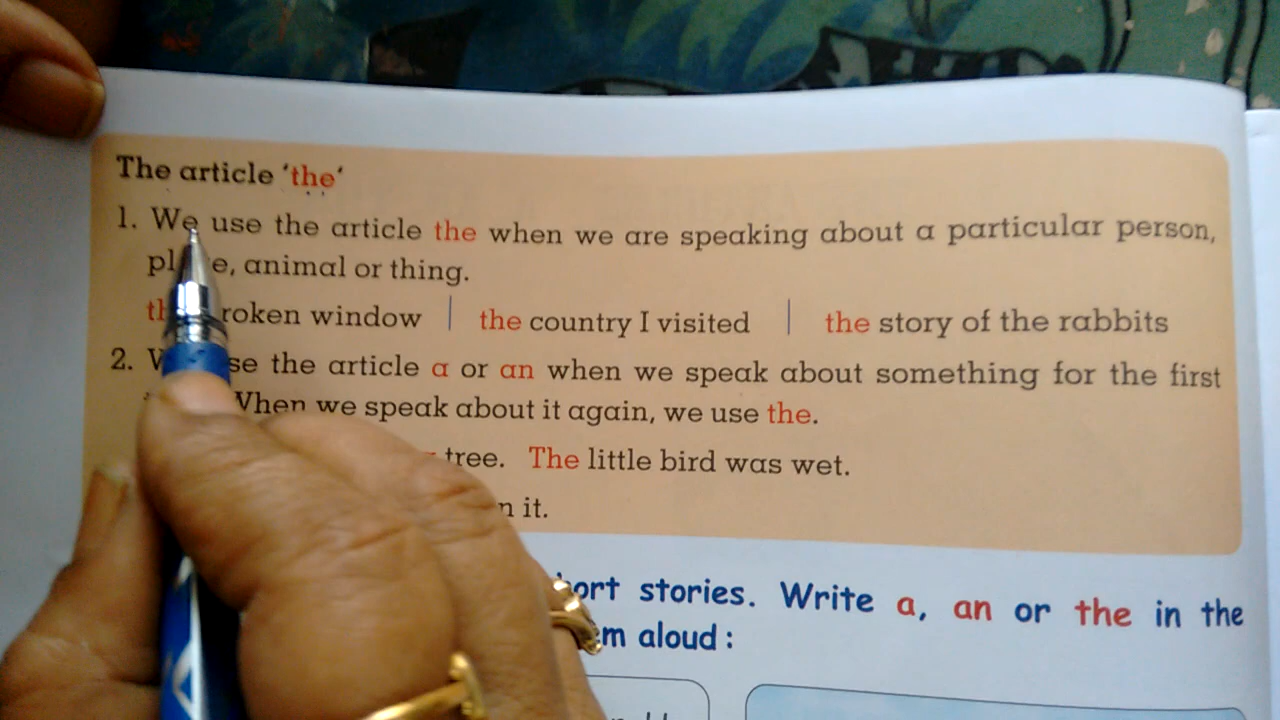 The article ‘the‘
1. We use the article the when we are speaking about a particular person,
animal or thing.
window | the country I visited | the story of the rabbits
2. the article a or an when we speak about something for the first
When we speak about it again, we use the.
tree. The little bird was wet.
it.
stories. Write a, an or the in the
aloud :